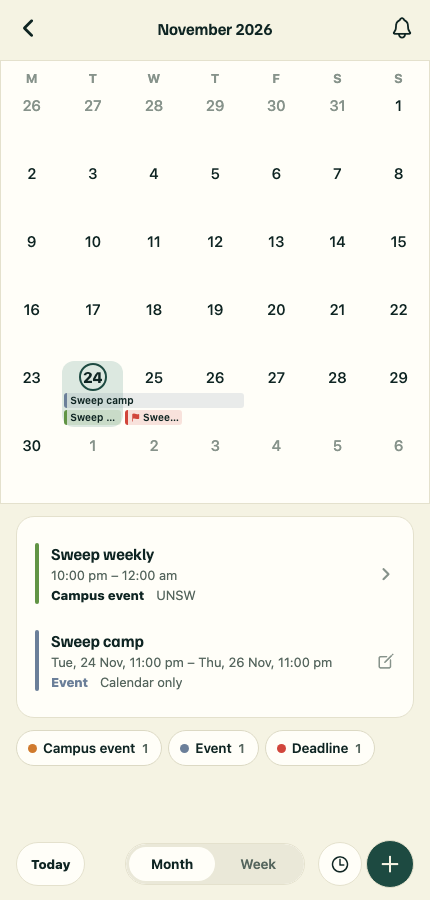 November 2026
M T W T F S S
26 27 28 29 30 31 1
2 3 4 5 6 7 8
9 10 11 12 13 14 15
16 17 18 19 20 21 22
23 24 25 26 27 28 29
Sweep camp
Sweep ... Swee...
30 1 2 3 4 5 6
Sweep weekly
10:00 pm – 12:00 am
Campus event UNSW
Sweep camp
Tue, 24 Nov, 11:00 pm – Thu, 26 Nov, 11:00 pm
Event Calendar only
Campus event 1 Event 1 Deadline 1
Today Month Week